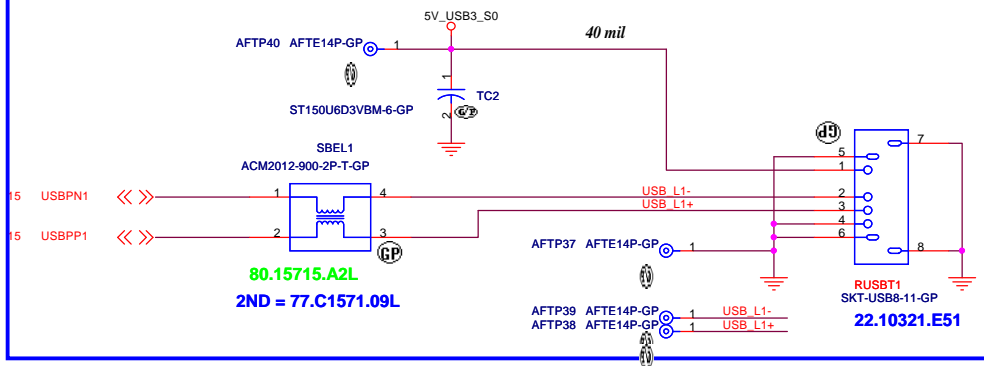 5V_USB3_S0
40 mil
AFTP40 AFTE14P-GP
1
1
TC2
ST150U6D3VBM-6-GP
2
G/P
SBEL1
ACM2012-900-2P-T-GP
GP
5
7
1
15 USBPN1
1
4
USB_L1-
2
USB_L1+
3
4
15 USBPP1
2
3
GP
6
AFTP37 AFTE14P-GP
1
8
80.15715.A2L
2ND = 77.C1571.09L
RUSBT1
SKT-USB8-11-GP
22.10321.E51
AFTP39 AFTE14P-GP
1
USB_L1-
AFTP38 AFTE14P-GP
1
USB_L1+